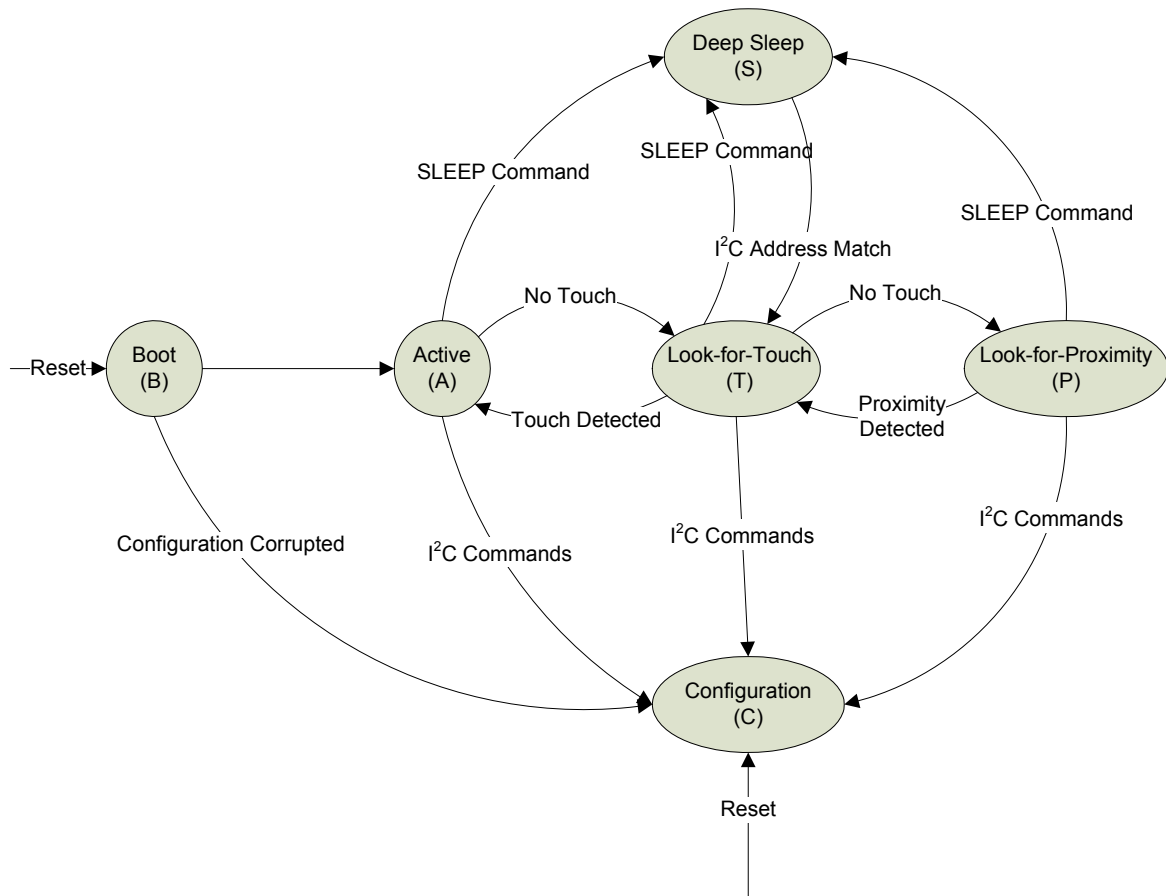 Deep Sleep
(S)
SLEEP Command
SLEEP Command
SLEEP Command
I²C Address Match
No Touch
No Touch
Reset
Boot
(B)
Active
(A)
Look-for-Touch
(T)
Look-for-Proximity
(P)
Touch Detected
Proximity
Detected
Configuration Corrupted
I²C Commands
I²C Commands
I²C Commands
Configuration
(C)
Reset